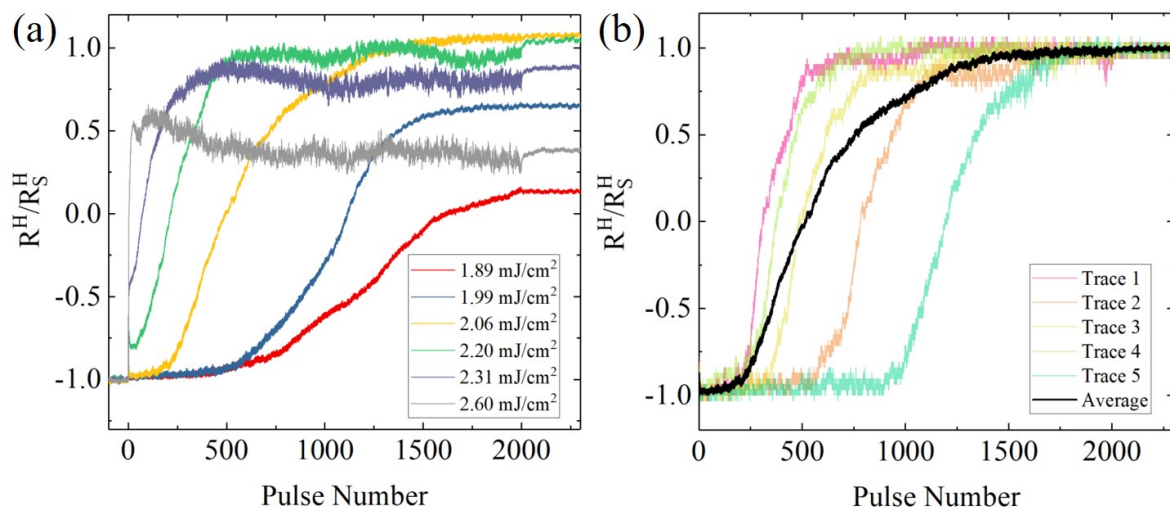 (a)
R^H/R_S^H
1.0
0.5
0.0
-0.5
-1.0
1.89 mJ/cm²
1.99 mJ/cm²
2.06 mJ/cm²
2.20 mJ/cm²
2.31 mJ/cm²
2.60 mJ/cm²
0 500 1000 1500 2000
Pulse Number
(b)
R^H/R_S^H
1.0
0.5
0.0
-0.5
-1.0
Trace 1
Trace 2
Trace 3
Trace 4
Trace 5
Average
0 500 1000 1500 2000
Pulse Number